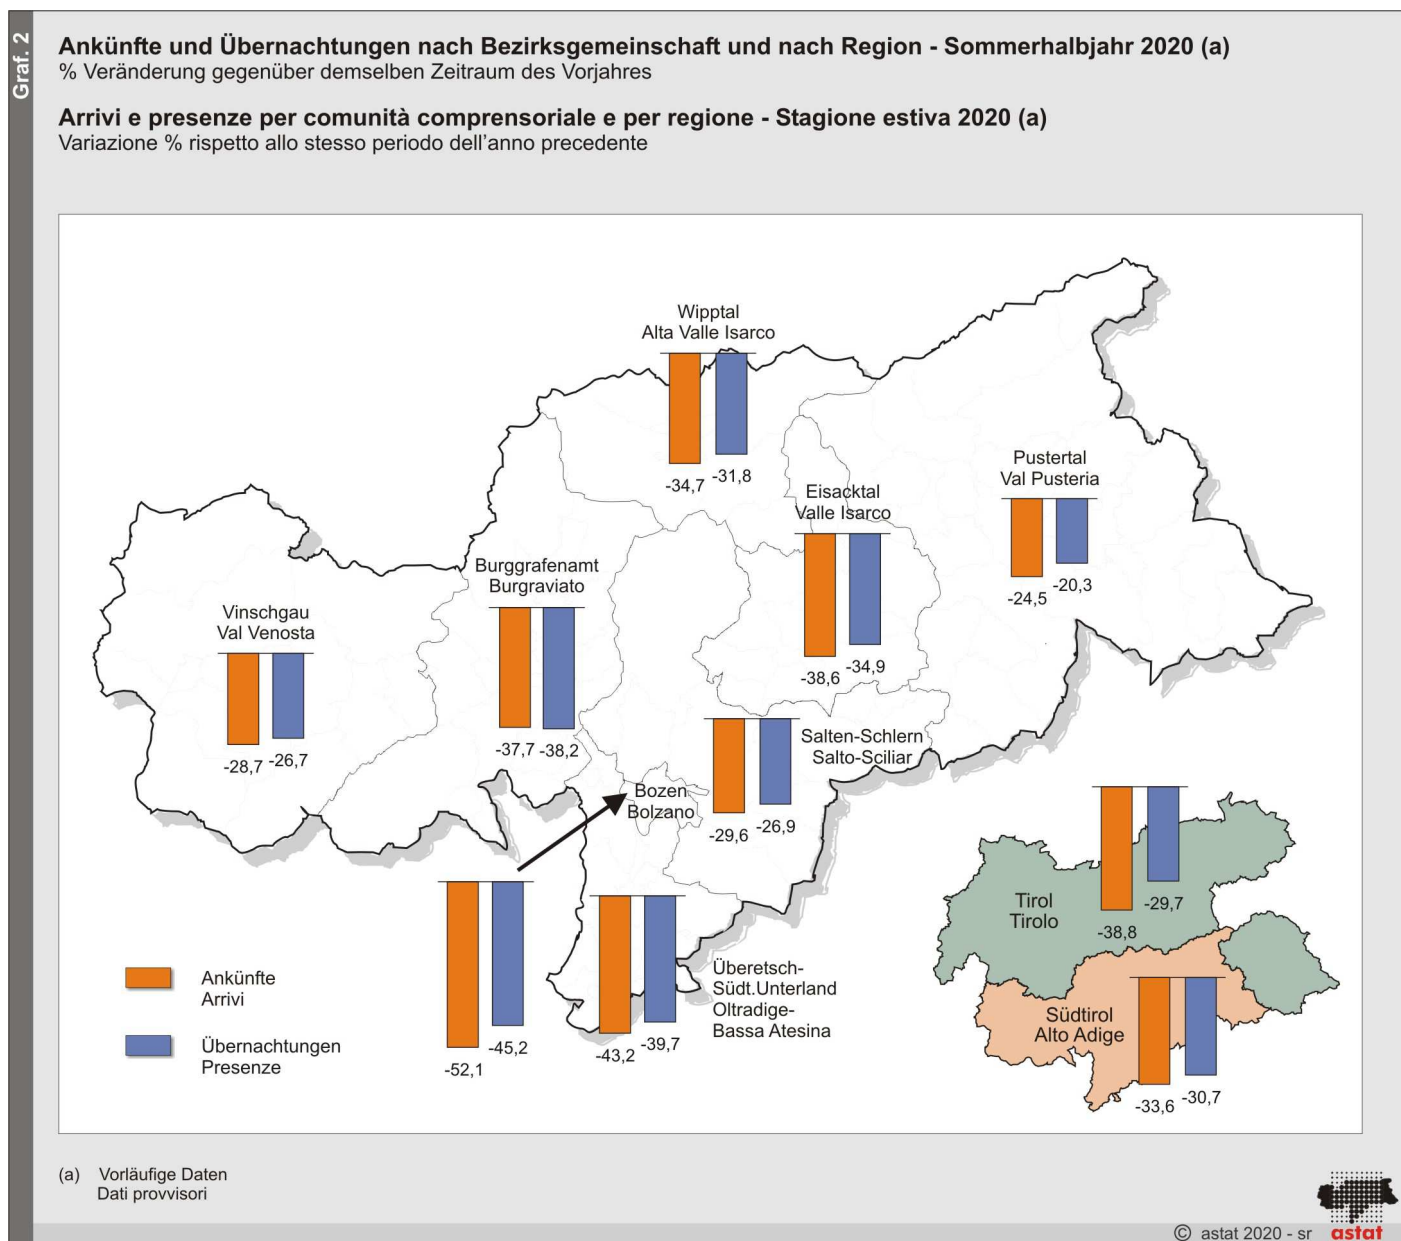 Graf. 2
Ankünfte und Übernachtungen nach Bezirksgemeinschaft und nach Region - Sommerhalbjahr 2020 (a)
% Veränderung gegenüber demselben Zeitraum des Vorjahres
Arrivi e presenze per comunità comprensoriale e per regione - Stagione estiva 2020 (a)
Variazione % rispetto allo stesso periodo dell'anno precedente
Wipptal
Alta Valle Isarco
-34,7
-31,8
Pustertal
Val Pusteria
-24,5
-20,3
Eisacktal
Valle Isarco
-38,6
-34,9
Burggrafenamt
Burgraviato
-37,7
-38,2
Vinschgau
Val Venosta
-28,7
-26,7
Salten-Schlern
Salto-Sciliar
-29,6
-26,9
Bozen
Bolzano
-52,1
-45,2
Überetsch-
Südt.Unterland
Oltradige-
Bassa Atesina
-43,2
-39,7
Tirol
Tirolo
-38,8
-29,7
Südtirol
Alto Adige
-33,6
-30,7
Ankünfte
Arrivi
Übernachtungen
Presenze
(a) Vorläufige Daten
Dati provvisori
© astat 2020 - sr
astat